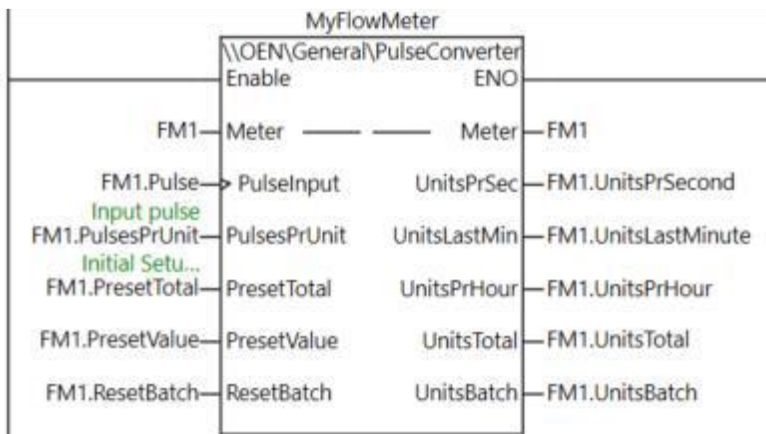 MyFlowMeter
\\OEN\General\PulseConverter
Enable ENO
FM1 Meter Meter FM1
FM1.Pulse PulseInput UnitsPrSec FM1.UnitsPrSecond
Input pulse
FM1.PulsesPrUnit PulsesPrUnit UnitsLastMin FM1.UnitsLastMinute
Initial Setu...
FM1.PresetTotal PresetTotal UnitsPrHour FM1.UnitsPrHour
FM1.PresetValue PresetValue UnitsTotal FM1.UnitsTotal
FM1.ResetBatch ResetBatch UnitsBatch FM1.UnitsBatch